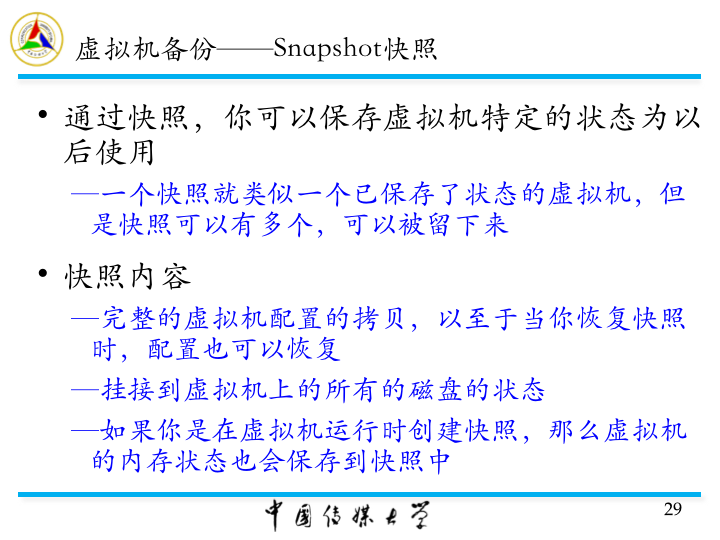 虚拟机备份——Snapshot快照
• 通过快照，你可以保存虚拟机特定的状态为以
后使用
—一个快照就类似一个已保存了状态的虚拟机，但
是快照可以有多个，可以被留下来
• 快照内容
—完整的虚拟机配置的拷贝，以至于当你恢复快照
时，配置也可以恢复
—挂接到虚拟机上的所有的磁盘的状态
—如果你是在虚拟机运行时创建快照，那么虚拟机
的内存状态也会保存到快照中
中国传媒大学
29